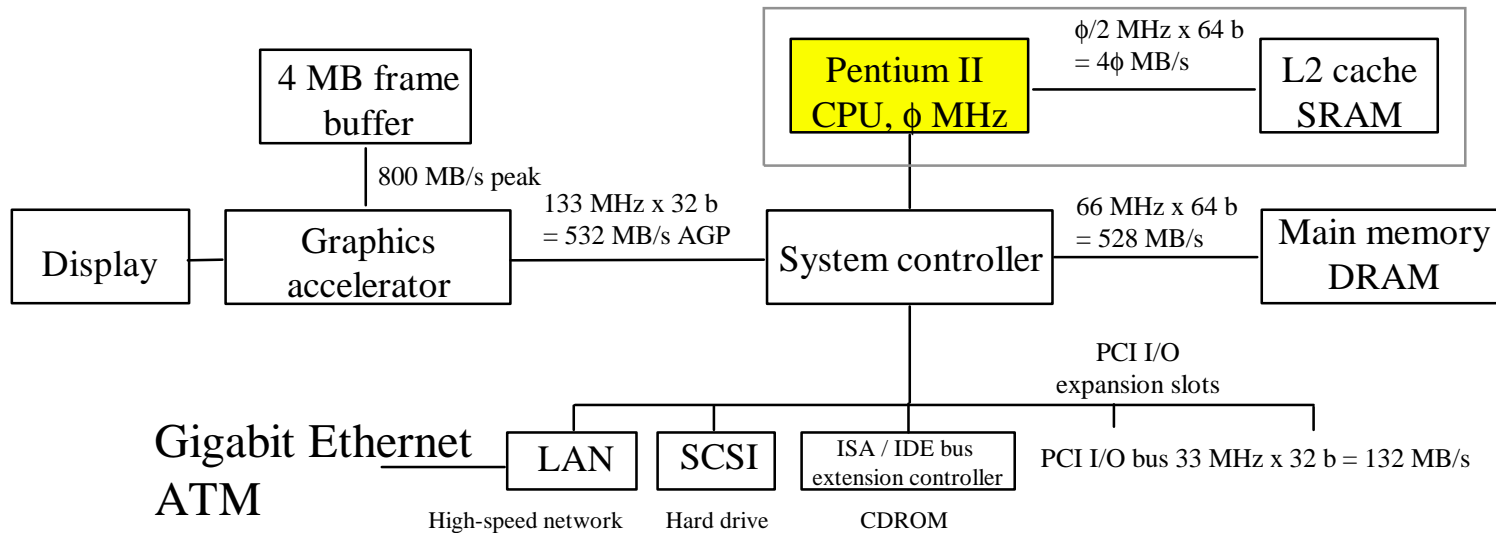 4 MB frame
buffer
Pentium II
CPU, ϕ MHz
ϕ/2 MHz x 64 b
= 4ϕ MB/s
L2 cache
SRAM
800 MB/s peak
Display
Graphics
accelerator
133 MHz x 32 b
= 532 MB/s AGP
System controller
66 MHz x 64 b
= 528 MB/s
Main memory
DRAM
PCI I/O
expansion slots
Gigabit Ethernet
ATM
LAN
SCSI
ISA / IDE bus
extension controller
PCI I/O bus 33 MHz x 32 b = 132 MB/s
High-speed network
Hard drive
CDROM